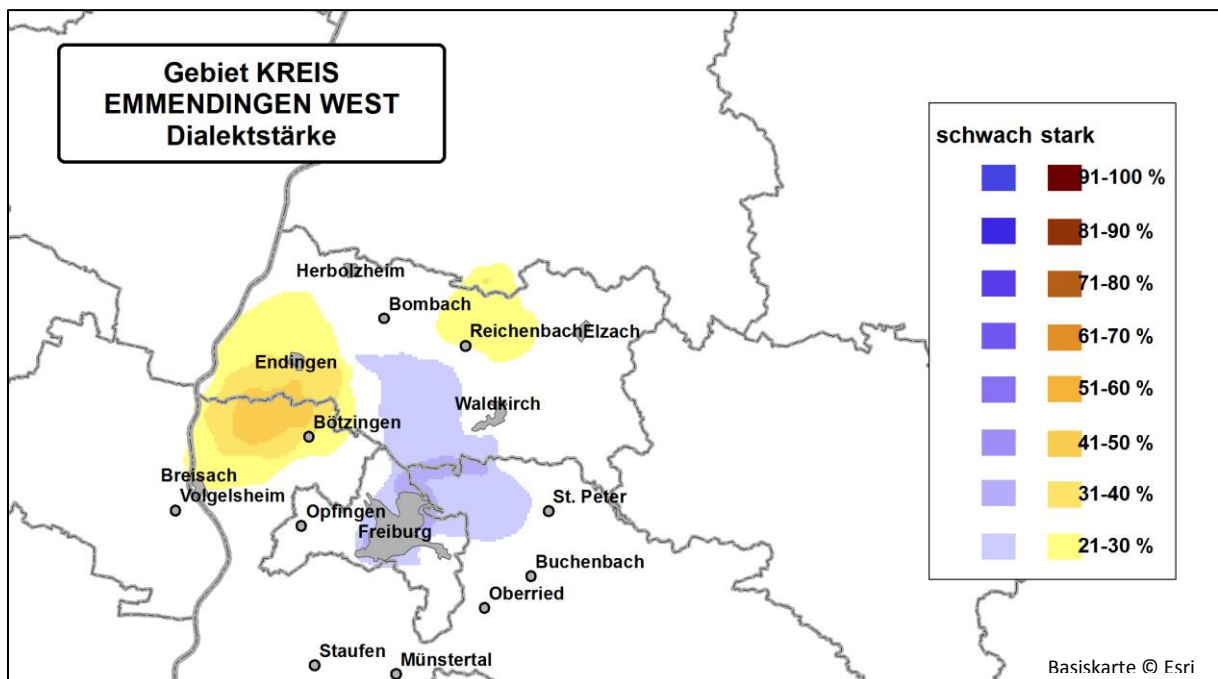 Gebiet KREIS
EMMENDINGEN WEST
Dialektstärke
schwach stark
91-100 %
81-90 %
71-80 %
61-70 %
51-60 %
41-50 %
31-40 %
21-30 %
Herbolzheim
Bombach
Reichenbach
Elzach
Endingen
Waldkirch
Bötzingen
Breisach
Volgelsheim
Opfingen
Freiburg
St. Peter
Buchenbach
Oberried
Staufen
Münstertal
Basiskarte © Esri